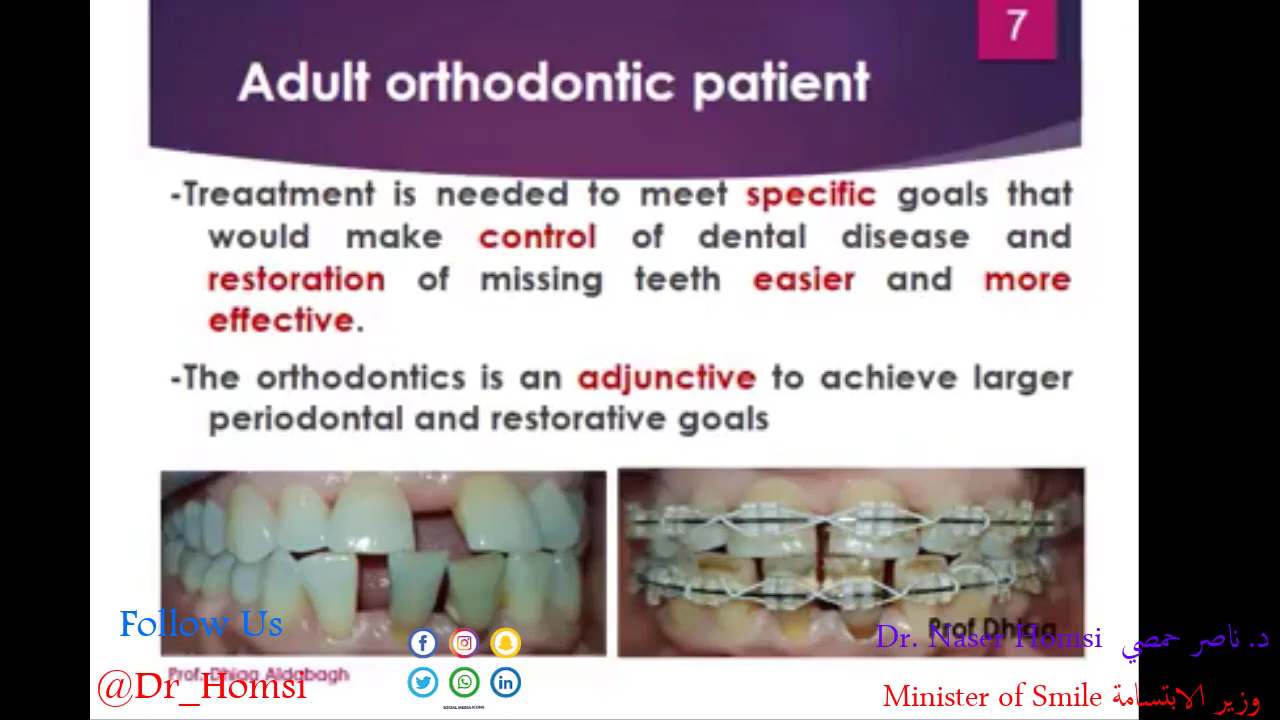 7
Adult orthodontic patient
-Treaatment is needed to meet specific goals that
would make control of dental disease and
restoration of missing teeth easier and more
effective.
-The orthodontics is an adjunctive to achieve larger
periodontal and restorative goals
Follow Us
Prof Dhiaa
Dr. Naser Homsi د. ناصر حمصي
Prof. Dhiaa Aldabagh
@Dr_Homsi
Minister of Smile وزير الابتسامة
SOCIAL MEDIA ICONS